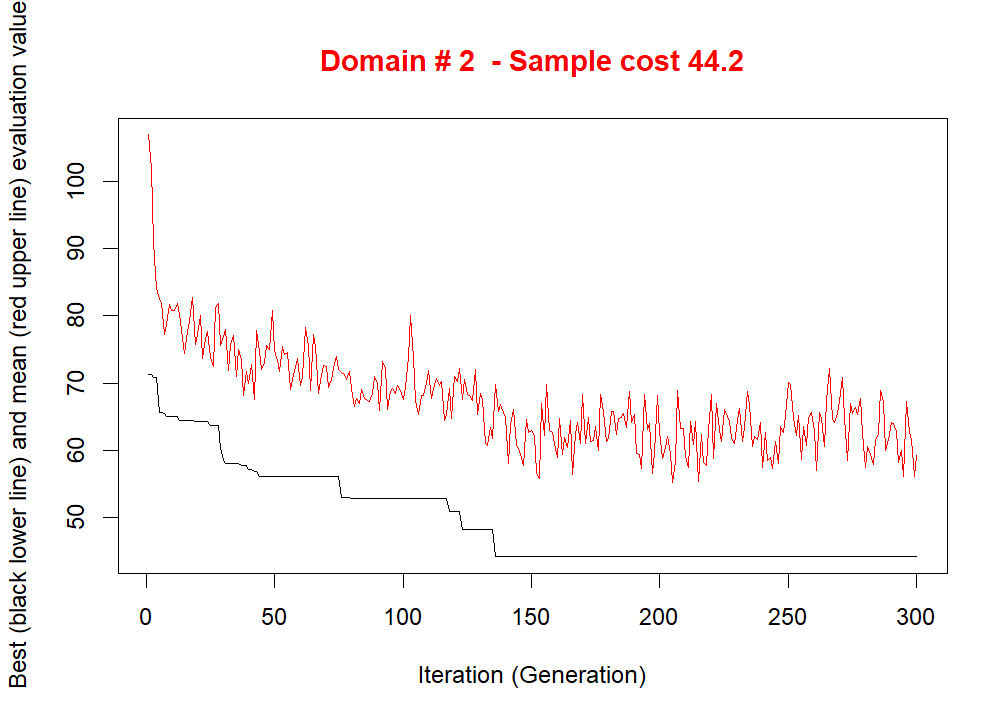 Domain # 2  - Sample cost 44.2
Best (black lower line) and mean (red upper line) evaluation value
100
90
80
70
60
50
0 50 100 150 200 250 300
Iteration (Generation)